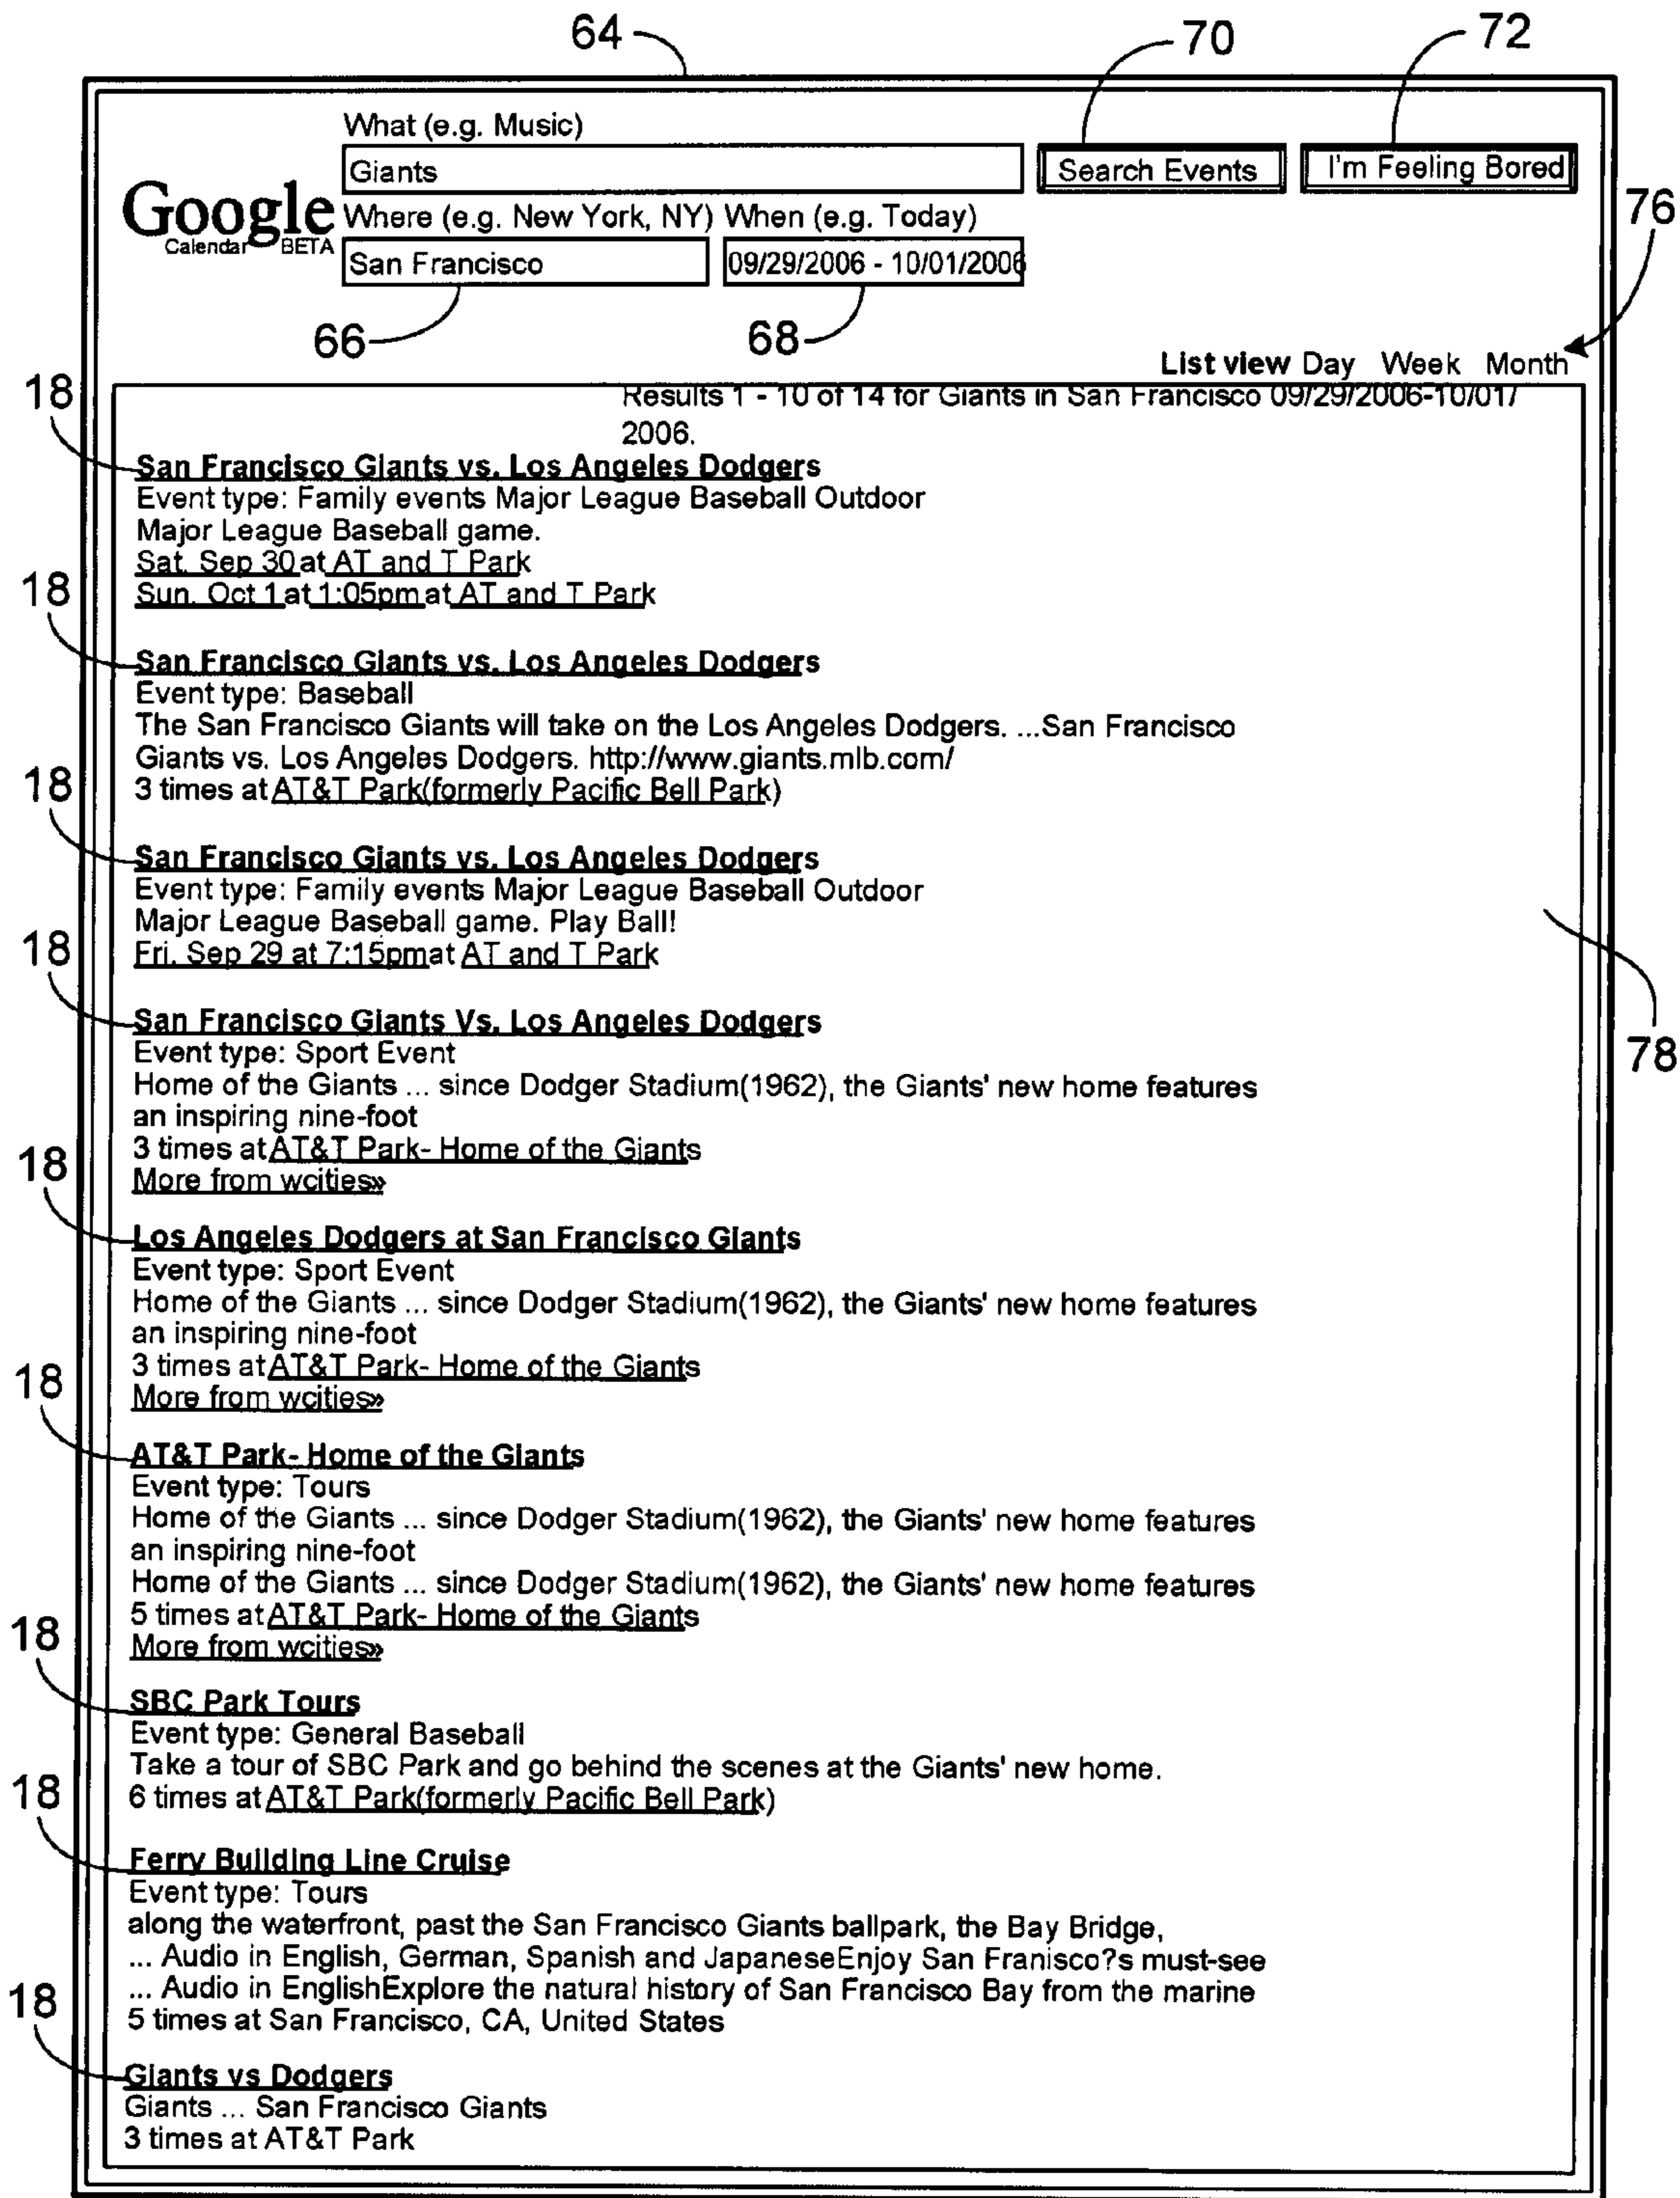 64
70
72
What (e.g. Music)
Giants
Search Events
I'm Feeling Bored
Google
Calendar BETA
Where (e.g. New York, NY) When (e.g. Today)
76
San Francisco
09/29/2006 - 10/01/2006
66
68
List view Day Week Month
18
Results 1 - 10 of 14 for Giants in San Francisco 09/29/2006-10/01/
2006.
San Francisco Giants vs. Los Angeles Dodgers
Event type: Family events Major League Baseball Outdoor
Major League Baseball game.
Sat. Sep 30 at AT and T Park
18
Sun. Oct 1 at 1:05pm at AT and T Park
San Francisco Giants vs. Los Angeles Dodgers
Event type: Baseball
The San Francisco Giants will take on the Los Angeles Dodgers. ...San Francisco
Giants vs. Los Angeles Dodgers. http://www.giants.mlb.com/
18
3 times at AT&T Park(formerly Pacific Bell Park)
San Francisco Giants vs. Los Angeles Dodgers
Event type: Family events Major League Baseball Outdoor
Major League Baseball game. Play Ball!
18
Fri. Sep 29 at 7:15pmat AT and T Park
San Francisco Giants Vs. Los Angeles Dodgers
78
Event type: Sport Event
Home of the Giants ... since Dodger Stadium(1962), the Giants' new home features
an inspiring nine-foot
3 times at AT&T Park- Home of the Giants
18
More from wcities»
Los Angeles Dodgers at San Francisco Giants
Event type: Sport Event
Home of the Giants ... since Dodger Stadium(1962), the Giants' new home features
an inspiring nine-foot
3 times at AT&T Park- Home of the Giants
18
More from wcities»
AT&T Park- Home of the Giants
Event type: Tours
Home of the Giants ... since Dodger Stadium(1962), the Giants' new home features
an inspiring nine-foot
Home of the Giants ... since Dodger Stadium(1962), the Giants' new home features
5 times at AT&T Park- Home of the Giants
18
More from wcities»
SBC Park Tours
Event type: General Baseball
Take a tour of SBC Park and go behind the scenes at the Giants' new home.
18
6 times at AT&T Park(formerly Pacific Bell Park)
Ferry Building Line Cruise
Event type: Tours
along the waterfront, past the San Francisco Giants ballpark, the Bay Bridge,
... Audio in English, German, Spanish and JapaneseEnjoy San Franisco?s must-see
... Audio in EnglishExplore the natural history of San Francisco Bay from the marine
18
5 times at San Francisco, CA, United States
Giants vs Dodgers
Giants ... San Francisco Giants
3 times at AT&T Park